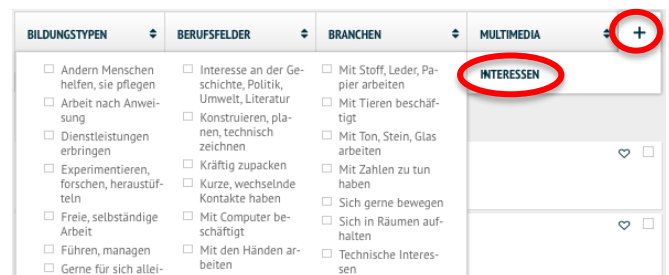 BILDUNGSTYPEN
BERUFSFELDER
BRANCHEN
MULTIMEDIA
+
INTERESSEN
Andern Menschen
helfen, sie pflegen
Arbeit nach Anwei-
sung
Dienstleistungen
erbringen
Experimentieren,
forschen, heraustüf-
teln
Freie, selbständige
Arbeit
Führen, managen
Gerne für sich allei-
Interesse an der Ge-
schichte, Politik,
Umwelt, Literatur
Konstruieren, pla-
nen, technisch
zeichnen
Kräftig zupacken
Kurze, wechselnde
Kontakte haben
Mit Computer be-
schäftigt
Mit den Händen ar-
beiten
Mit Stoff, Leder, Pa-
pier arbeiten
Mit Tieren beschäf-
tigt
Mit Ton, Stein, Glas
arbeiten
Mit Zahlen zu tun
haben
Sich gerne bewegen
Sich in Räumen auf-
halten
Technische Interes-
sen